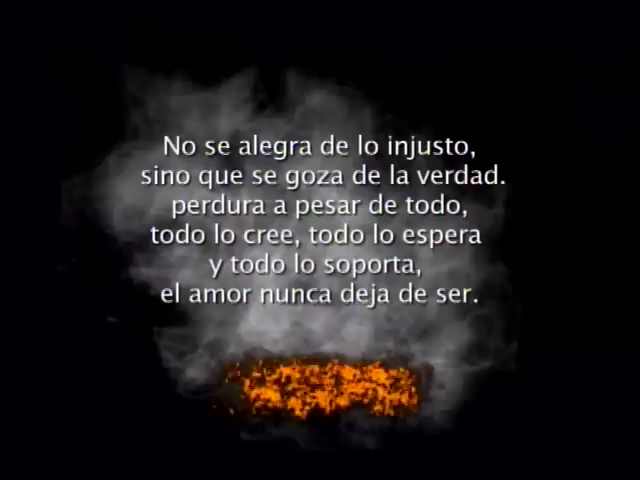 No se alegra de lo injusto,
sino que se goza de la verdad.
perdura a pesar de todo,
todo lo cree, todo lo espera
y todo lo soporta,
el amor nunca deja de ser.